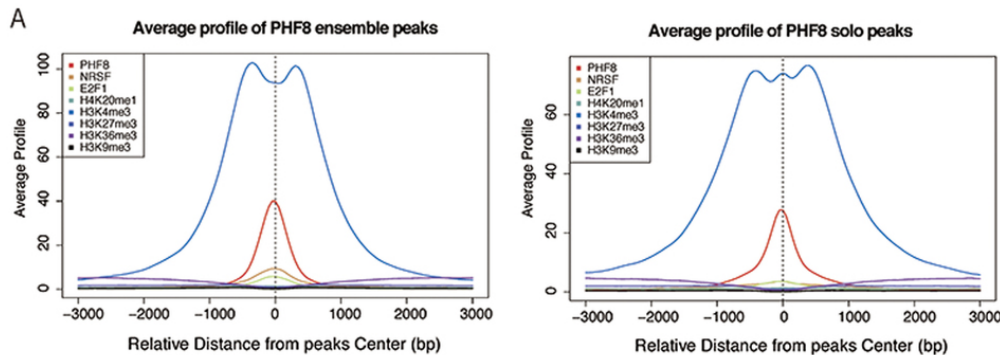 A
Average profile of PHF8 ensemble peaks
Average Profile
100
80
60
40
20
0
PHF8
NRSF
E2F1
H4K20me1
H3K4me3
H3K27me3
H3K36me3
H3K9me3
−3000 −2000 −1000 0 1000 2000 3000
Relative Distance from peaks Center (bp)
Average profile of PHF8 solo peaks
Average Profile
60
40
20
0
PHF8
NRSF
E2F1
H4K20me1
H3K4me3
H3K27me3
H3K36me3
H3K9me3
−3000 −2000 −1000 0 1000 2000 3000
Relative Distance from peaks Center (bp)